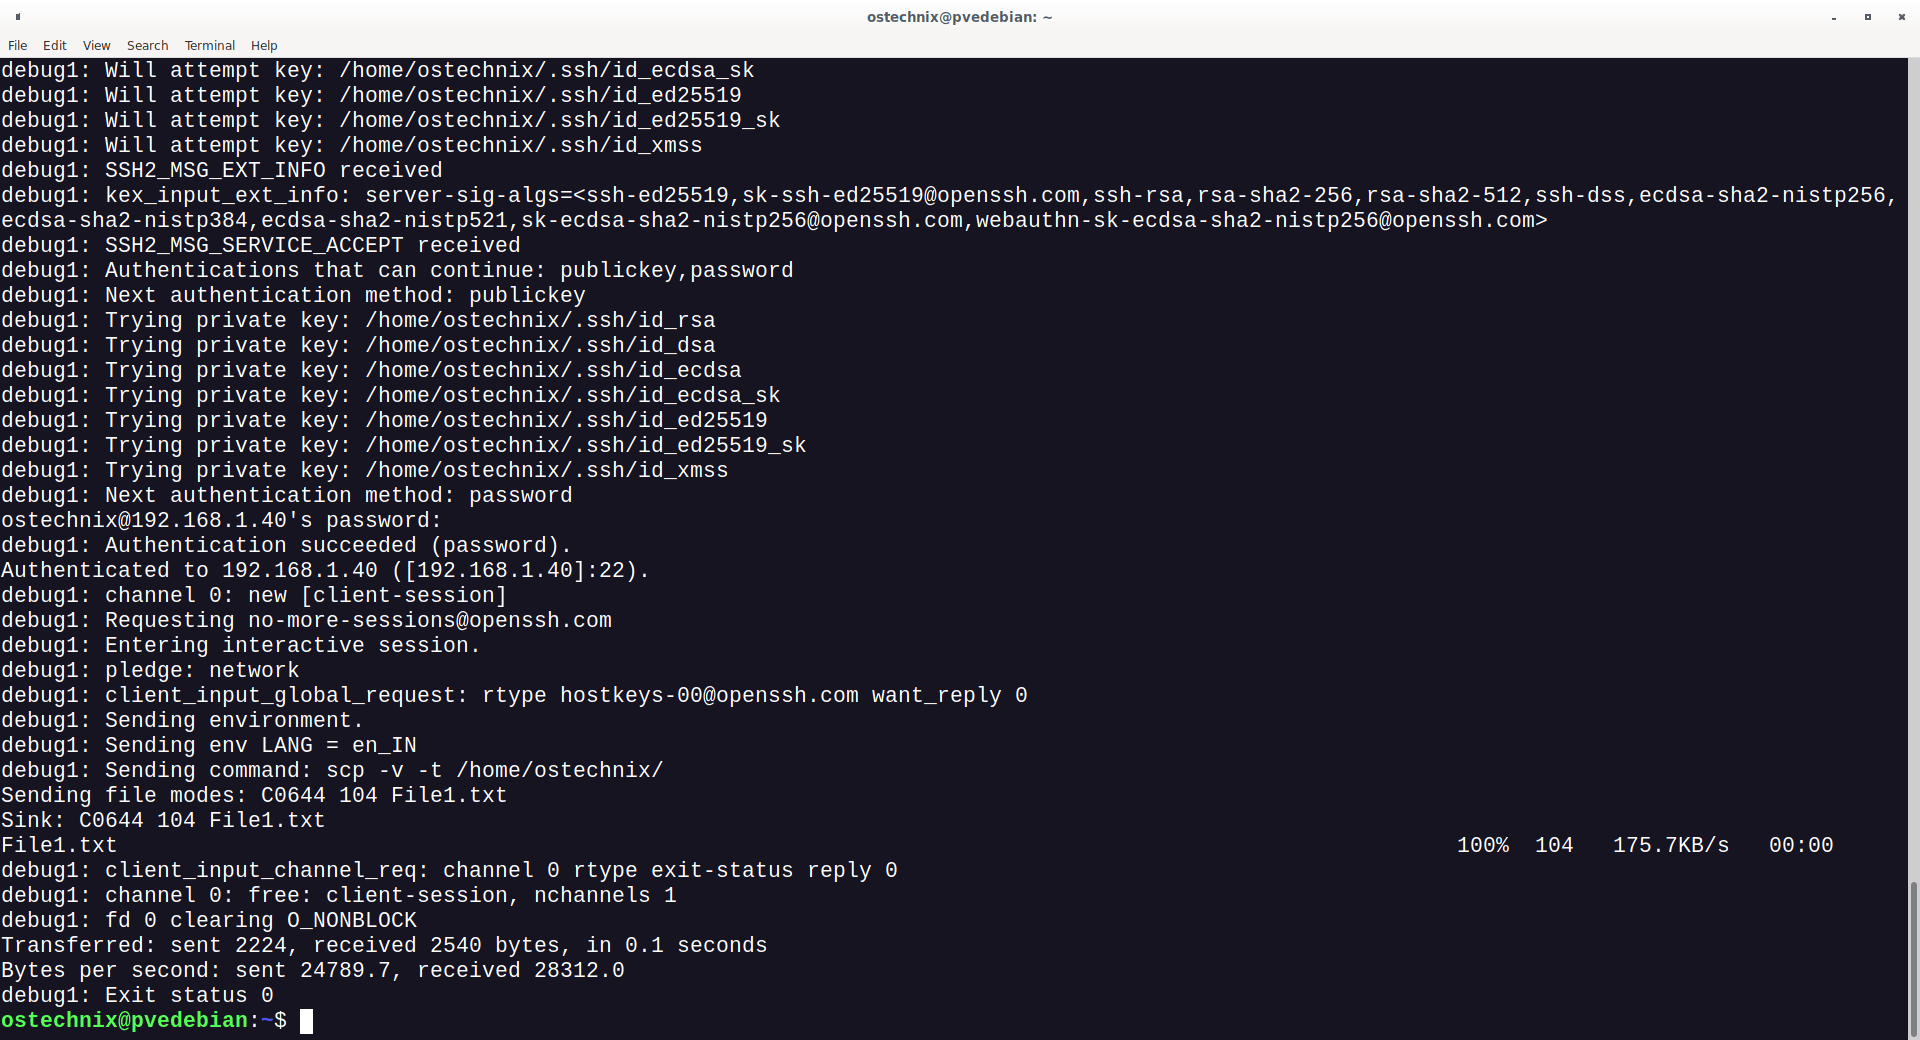 ostechnix@pvedebian: ~
File Edit View Search Terminal Help
debug1: Will attempt key: /home/ostechnix/.ssh/id_ecdsa_sk
debug1: Will attempt key: /home/ostechnix/.ssh/id_ed25519
debug1: Will attempt key: /home/ostechnix/.ssh/id_ed25519_sk
debug1: Will attempt key: /home/ostechnix/.ssh/id_xmss
debug1: SSH2_MSG_EXT_INFO received
debug1: kex_input_ext_info: server-sig-algs=<ssh-ed25519,sk-ssh-ed25519@openssh.com,ssh-rsa,rsa-sha2-256,rsa-sha2-512,ssh-dss,ecdsa-sha2-nistp256,
ecdsa-sha2-nistp384,ecdsa-sha2-nistp521,sk-ecdsa-sha2-nistp256@openssh.com,webauthn-sk-ecdsa-sha2-nistp256@openssh.com>
debug1: SSH2_MSG_SERVICE_ACCEPT received
debug1: Authentications that can continue: publickey,password
debug1: Next authentication method: publickey
debug1: Trying private key: /home/ostechnix/.ssh/id_rsa
debug1: Trying private key: /home/ostechnix/.ssh/id_dsa
debug1: Trying private key: /home/ostechnix/.ssh/id_ecdsa
debug1: Trying private key: /home/ostechnix/.ssh/id_ecdsa_sk
debug1: Trying private key: /home/ostechnix/.ssh/id_ed25519
debug1: Trying private key: /home/ostechnix/.ssh/id_ed25519_sk
debug1: Trying private key: /home/ostechnix/.ssh/id_xmss
debug1: Next authentication method: password
ostechnix@192.168.1.40's password:
debug1: Authentication succeeded (password).
Authenticated to 192.168.1.40 ([192.168.1.40]:22).
debug1: channel 0: new [client-session]
debug1: Requesting no-more-sessions@openssh.com
debug1: Entering interactive session.
debug1: pledge: network
debug1: client_input_global_request: rtype hostkeys-00@openssh.com want_reply 0
debug1: Sending environment.
debug1: Sending env LANG = en_IN
debug1: Sending command: scp -v -t /home/ostechnix/
Sending file modes: C0644 104 File1.txt
Sink: C0644 104 File1.txt
File1.txt 100% 104 175.7KB/s 00:00
debug1: client_input_channel_req: channel 0 rtype exit-status reply 0
debug1: channel 0: free: client-session, nchannels 1
debug1: fd 0 clearing O_NONBLOCK
Transferred: sent 2224, received 2540 bytes, in 0.1 seconds
Bytes per second: sent 24789.7, received 28312.0
debug1: Exit status 0
ostechnix@pvedebian:~$